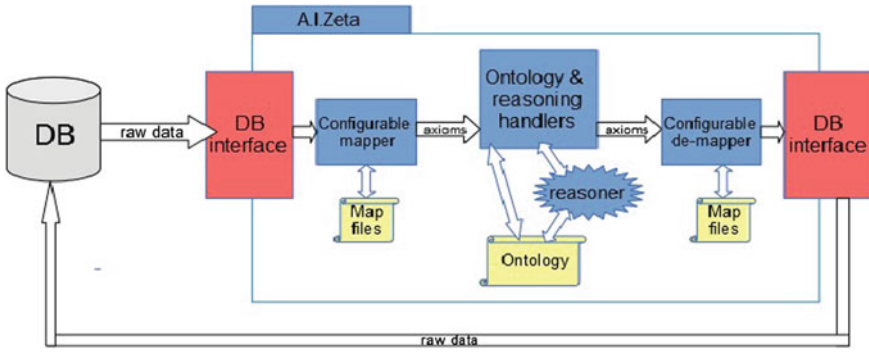 A.I.Zeta
DB
raw data
DB
interface
Configurable
mapper
axioms
Ontology &
reasoning
handlers
axioms
Configurable
de-mapper
DB
interface
Map
files
reasoner
Ontology
Map
files
raw data